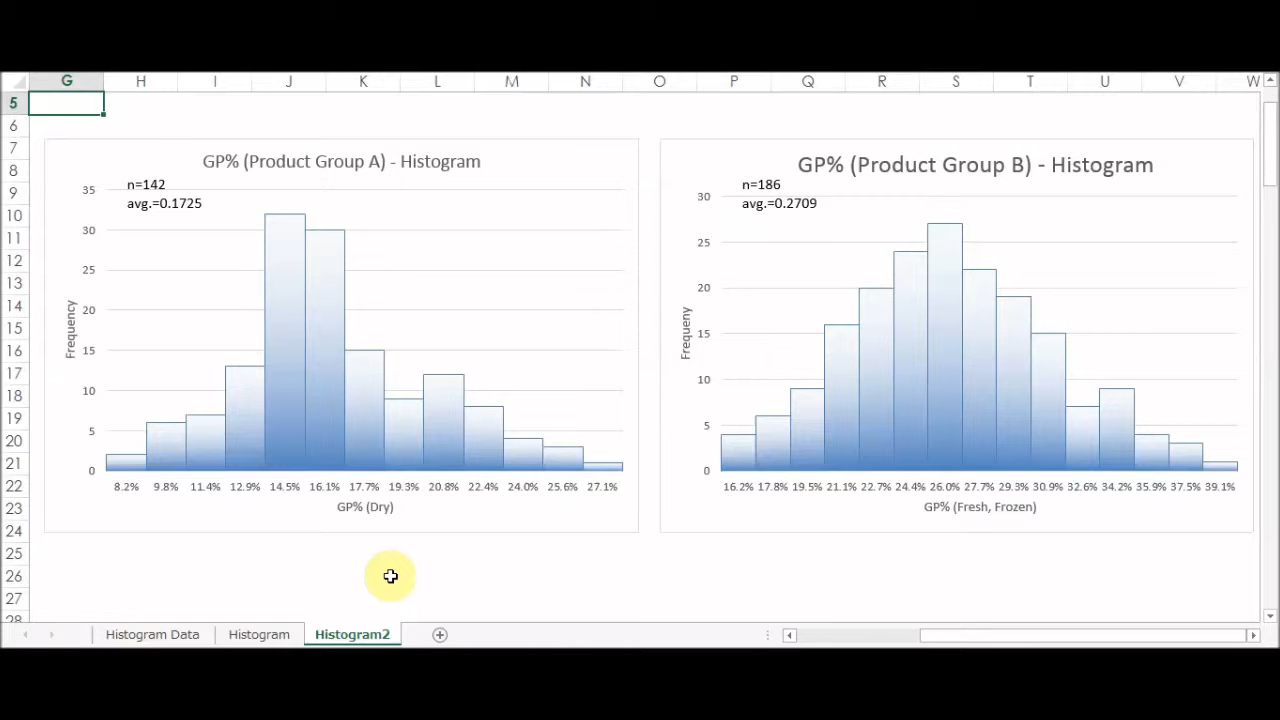 G H I J K L M N O P Q R S T U V W
5
6
7
8
9
10
11
12
13
14
15
16
17
18
19
20
21
22
23
24
25
26
27
28
GP% (Product Group A) - Histogram
n=142
avg.=0.1725
35
30
25
20
15
10
5
0
Frequency
8.2% 9.8% 11.4% 12.9% 14.5% 16.1% 17.7% 19.3% 20.8% 22.4% 24.0% 25.6% 27.1%
GP% (Dry)
GP% (Product Group B) - Histogram
n=186
avg.=0.2709
30
25
20
15
10
5
0
Frequeny
16.2% 17.8% 19.5% 21.1% 22.7% 24.4% 26.0% 27.7% 29.3% 30.9% 32.6% 34.2% 35.9% 37.5% 39.1%
GP% (Fresh, Frozen)
Histogram Data Histogram Histogram2